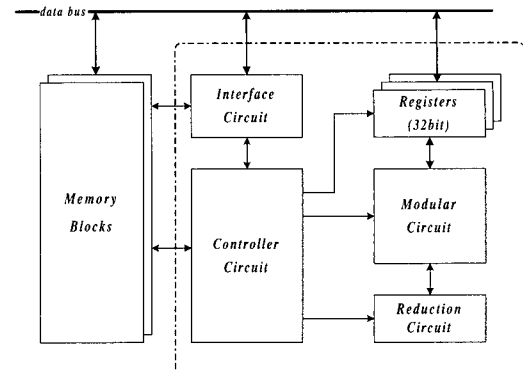 data bus
Interface
Circuit
Registers
(32bit)
Memory
Blocks
Controller
Circuit
Modular
Circuit
Reduction
Circuit